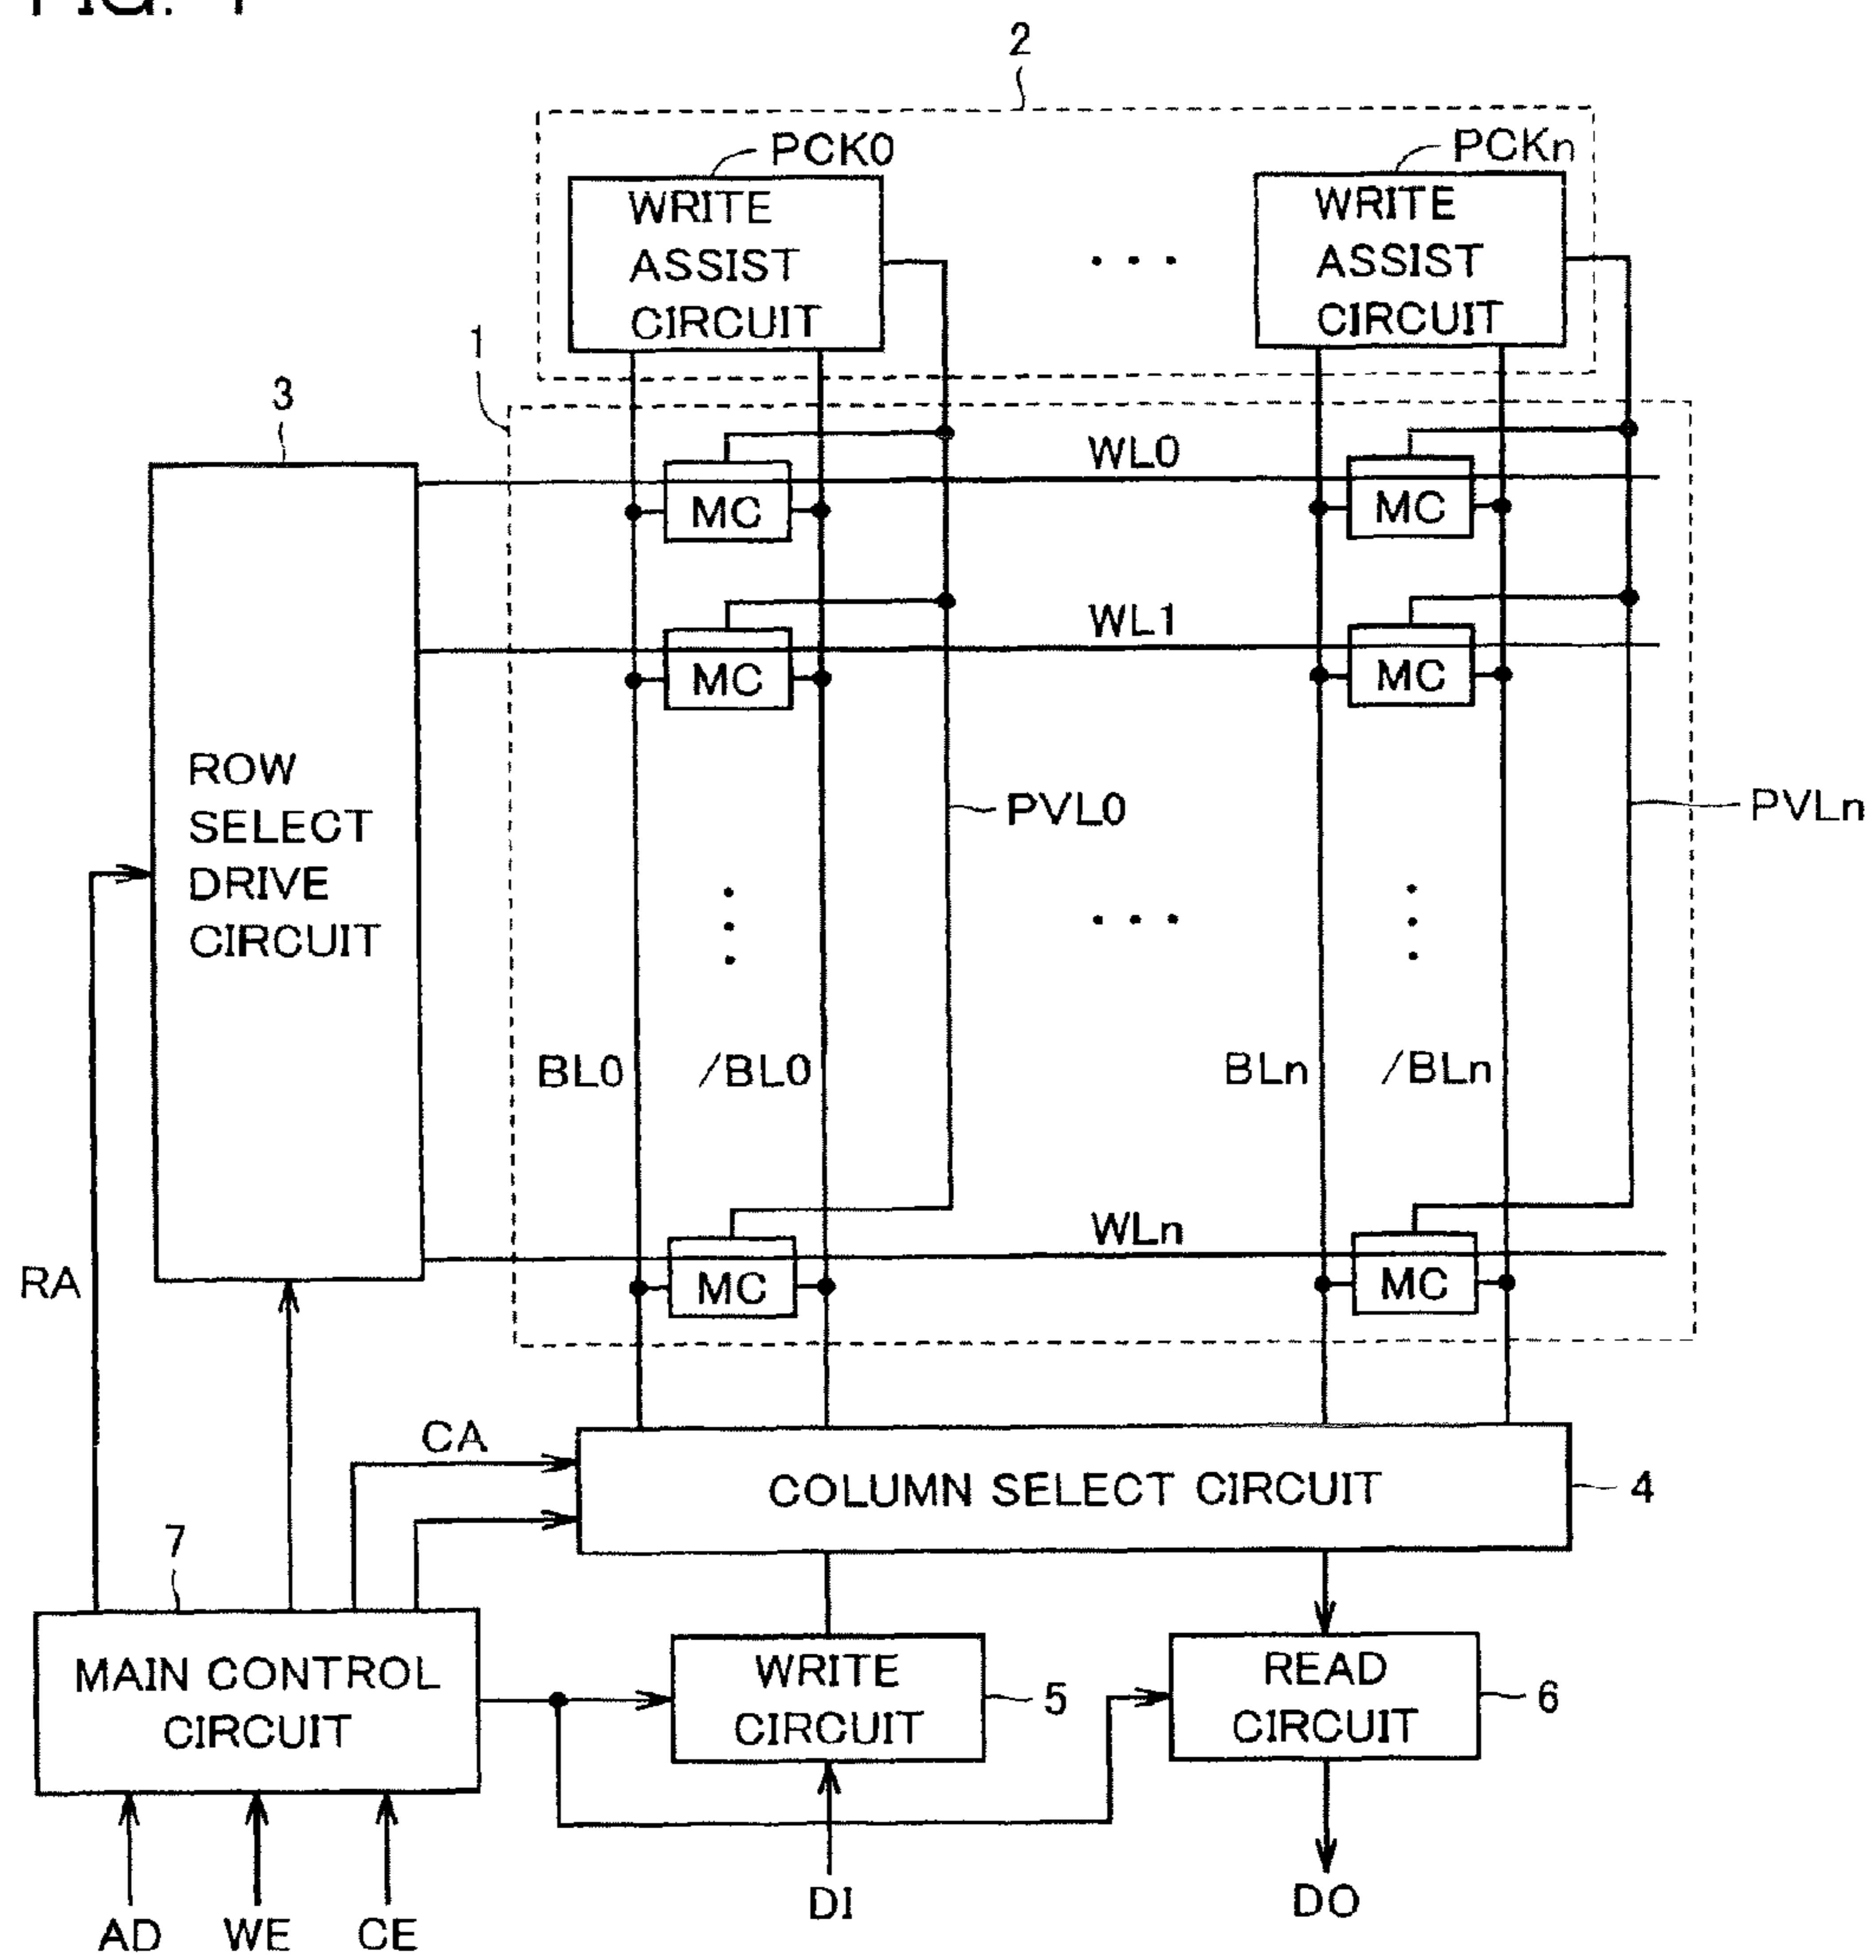 2
PCK0
PCKn
WRITE
ASSIST
CIRCUIT
. . .
WRITE
ASSIST
CIRCUIT
1
3
WL0
MC
MC
WL1
MC
MC
ROW
SELECT
DRIVE
CIRCUIT
PVL0
PVLn
. . .
BL0
/BL0
BLn
/BLn
WLn
MC
MC
RA
CA
COLUMN SELECT CIRCUIT
4
7
MAIN CONTROL
CIRCUIT
WRITE
CIRCUIT
5
READ
CIRCUIT
6
AD
WE
CE
DI
DO